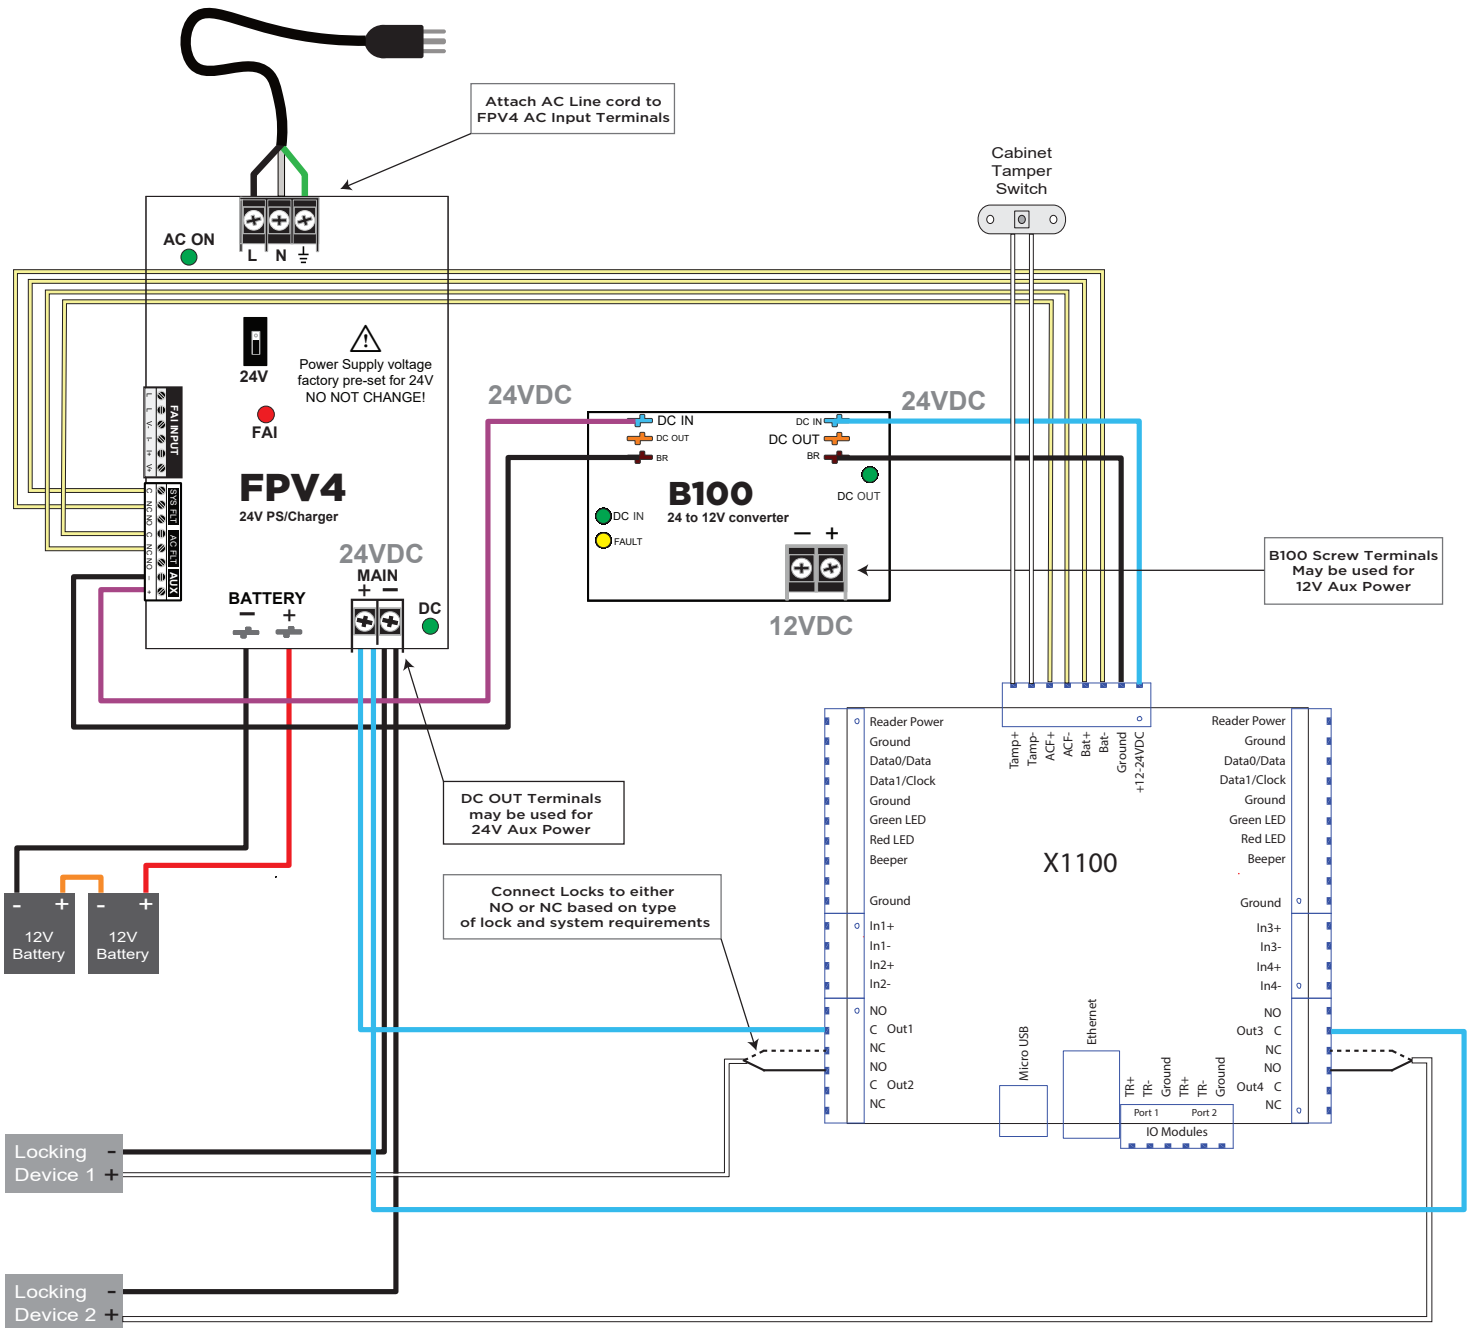 Attach AC Line cord to
FPV4 AC Input Terminals
Cabinet
Tamper
Switch
AC ON
L N
24V
Power Supply voltage
factory pre-set for 24V
NO NOT CHANGE!
FAI
FPV4
24V PS/Charger
FAI INPUT
L
L
V-
I-
I+
V+
SYS FLT
C
NC
NO
AC FLT
C
NC
NO
AUX
-
+
BATTERY
- +
24VDC
MAIN
+ -
DC
24VDC
24VDC
DC IN
DC OUT
BR
DC IN
DC OUT
BR
B100
24 to 12V converter
DC OUT
DC IN
FAULT
- +
12VDC
B100 Screw Terminals
May be used for
12V Aux Power
DC OUT Terminals
may be used for
24V Aux Power
Connect Locks to either
NO or NC based on type
of lock and system requirements
- +
12V
Battery
- +
12V
Battery
Tamp+
Tamp-
ACF+
ACF-
Bat+
Bat-
Ground
+12-24VDC
Reader Power
Ground
Data0/Data
Data1/Clock
Ground
Green LED
Red LED
Beeper
Ground
In1+
In1-
In2+
In2-
NO
C Out1
NC
NO
C Out2
NC
X1100
Reader Power
Ground
Data0/Data
Data1/Clock
Ground
Green LED
Red LED
Beeper
Ground
In3+
In3-
In4+
In4-
NO
Out3 C
NC
NO
Out4 C
NC
Micro USB
Ethernet
TR+
TR-
Ground
TR+
TR-
Ground
Port 1 Port 2
IO Modules
Locking -
Device 1 +
Locking -
Device 2 +